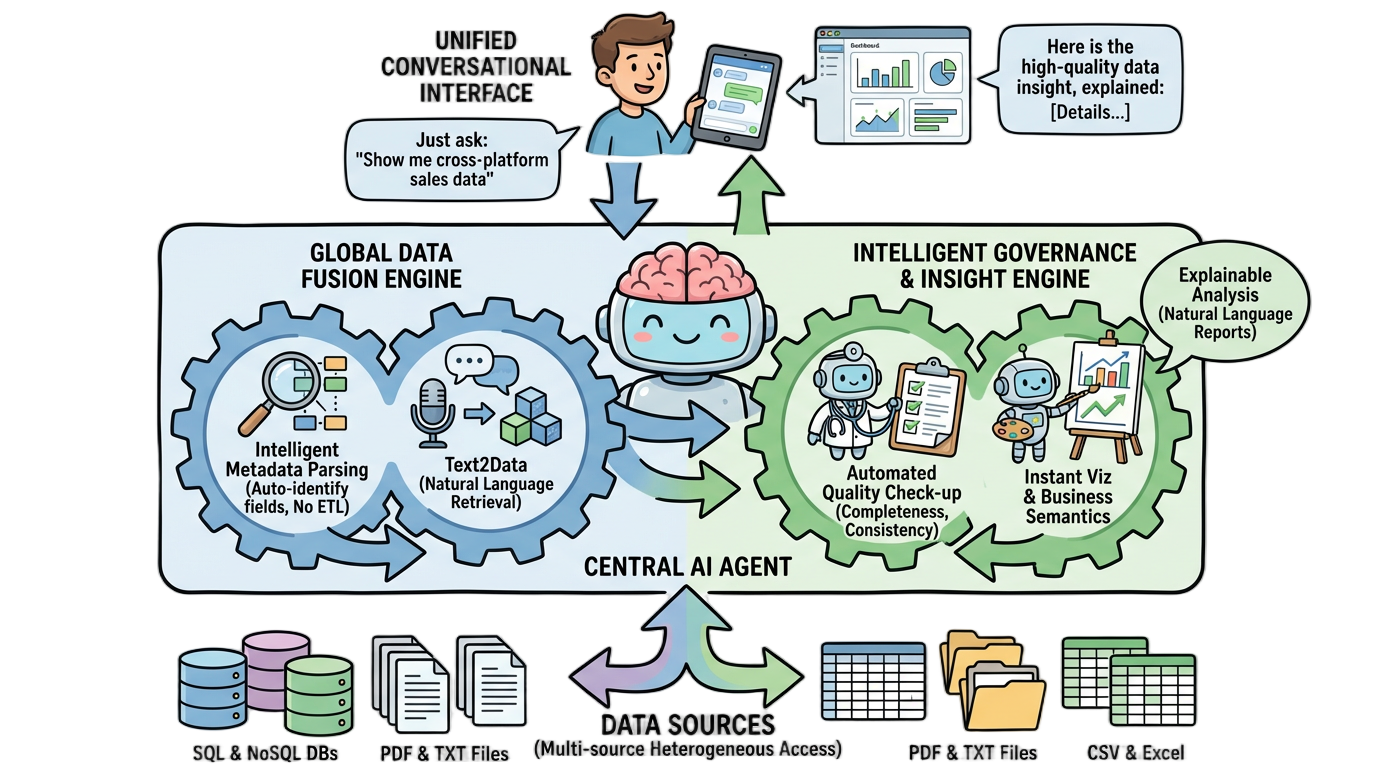 UNIFIED
CONVERSATIONAL
INTERFACE
Just ask:
"Show me cross-platform
sales data"
Dashboard
Here is the
high-quality data
insight, explained:
[Details...]
GLOBAL DATA
FUSION ENGINE
INTELLIGENT GOVERNANCE
& INSIGHT ENGINE
Explainable
Analysis
(Natural Language
Reports)
Intelligent
Metadata Parsing
(Auto-identify
fields, No ETL)
Text2Data
(Natural Language
Retrieval)
Automated
Quality Check-up
(Completeness,
Consistency)
Instant Viz
& Business
Semantics
CENTRAL AI AGENT
DATA SOURCES
(Multi-source Heterogeneous Access)
SQL & NoSQL DBs
PDF & TXT Files
PDF & TXT Files
CSV & Excel